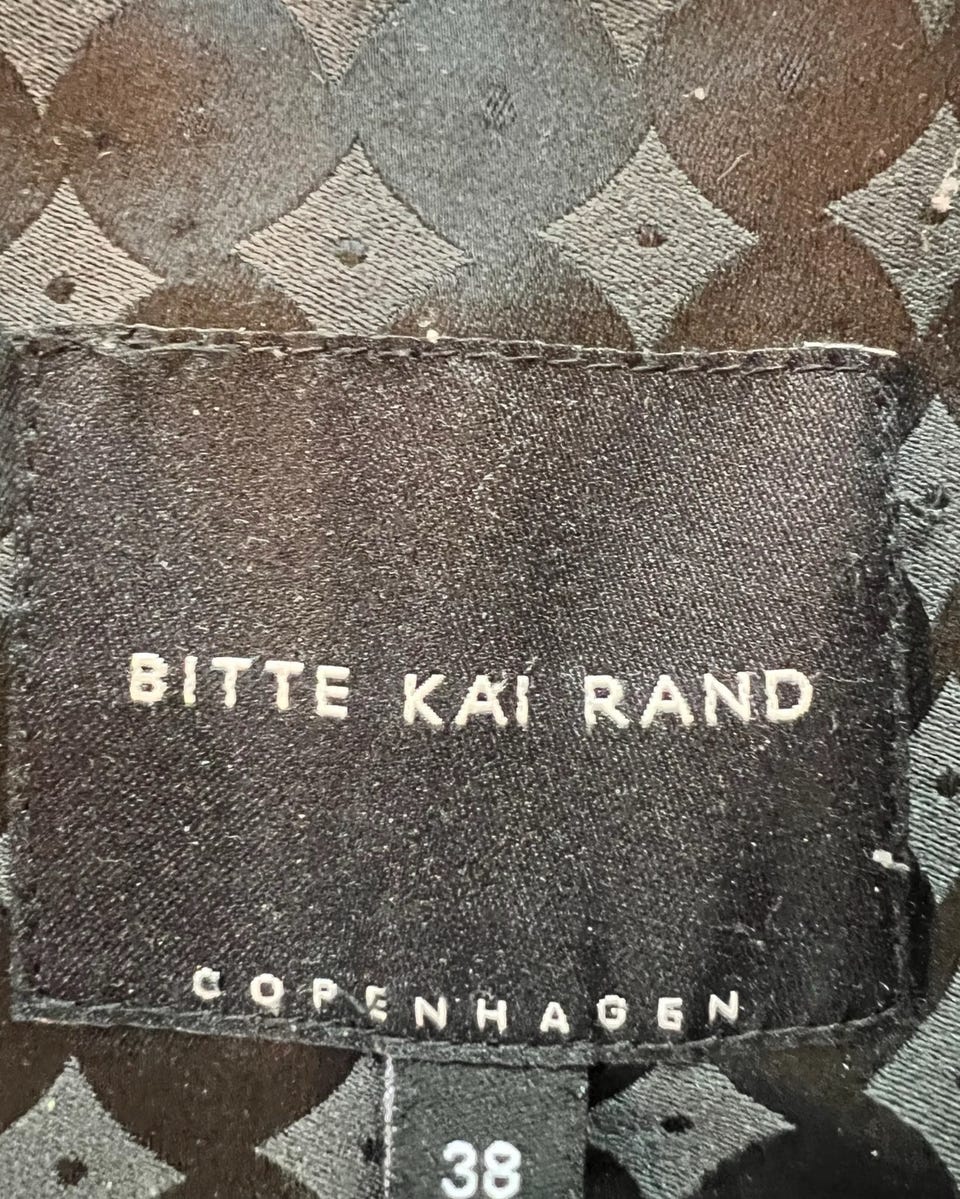 BITTE KAI RAND
COPENHAGEN
38